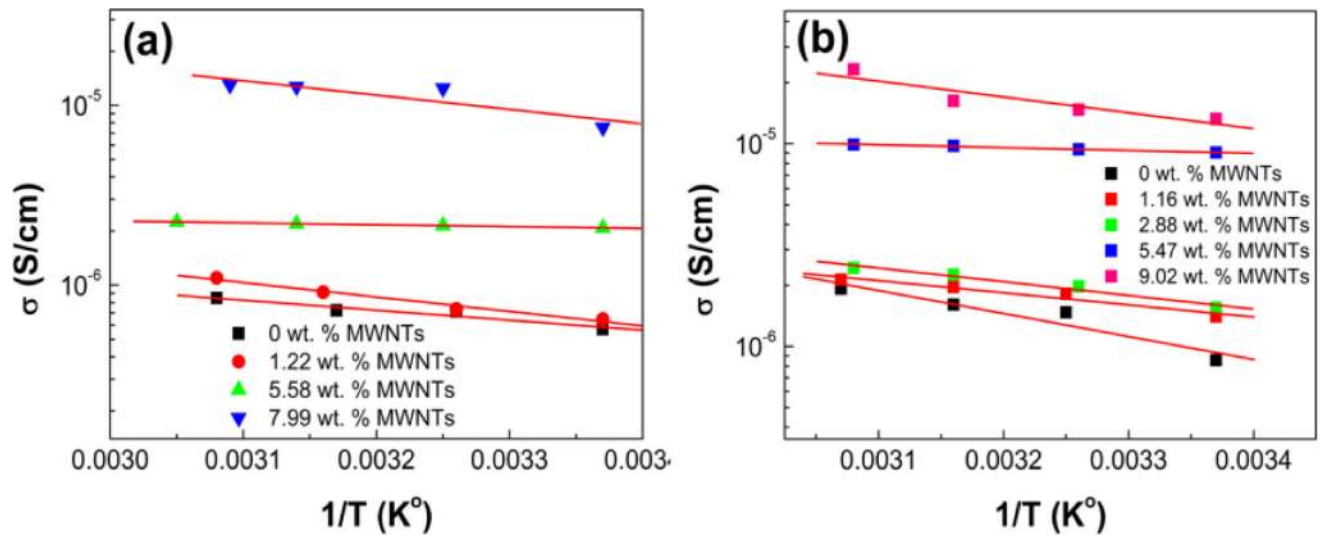 (a)
10⁻⁵
10⁻⁶
σ (S/cm)
0 wt. % MWNTs
1.22 wt. % MWNTs
5.58 wt. % MWNTs
7.99 wt. % MWNTs
0.0030 0.0031 0.0032 0.0033 0.003
1/T (K°)
(b)
10⁻⁵
10⁻⁶
σ (S/cm)
0 wt. % MWNTs
1.16 wt. % MWNTs
2.88 wt. % MWNTs
5.47 wt. % MWNTs
9.02 wt. % MWNTs
0.0031 0.0032 0.0033 0.0034
1/T (K°)